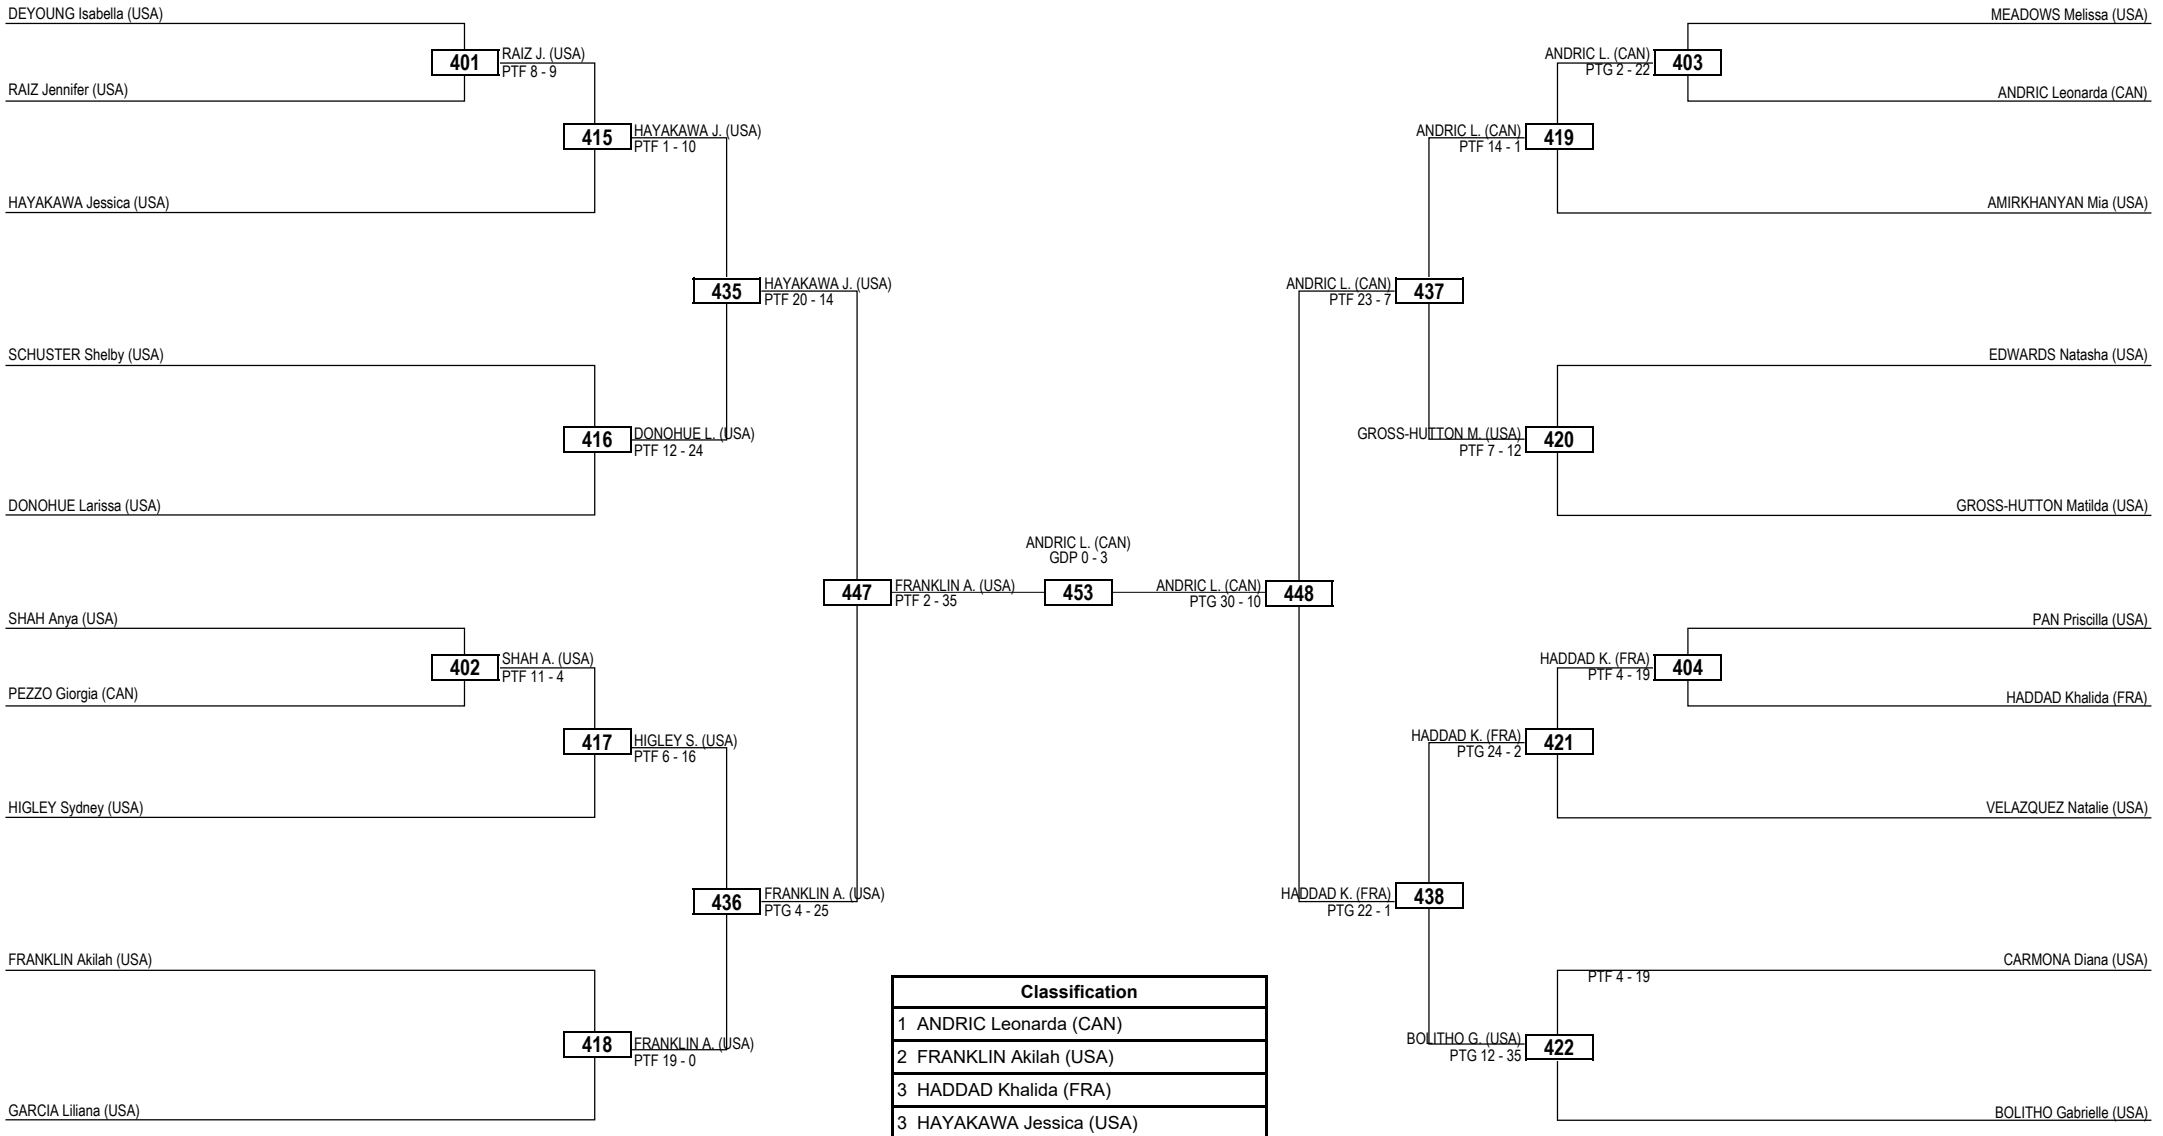 DEYOUNG Isabella (USA)
401
RAIZ J. (USA)
PTF 8 - 9
RAIZ Jennifer (USA)
415
HAYAKAWA J. (USA)
PTF 1 - 10
HAYAKAWA Jessica (USA)
435
HAYAKAWA J. (USA)
PTF 20 - 14
SCHUSTER Shelby (USA)
416
DONOHUE L. (USA)
PTF 12 - 24
DONOHUE Larissa (USA)
447
FRANKLIN A. (USA)
PTF 2 - 35
SHAH Anya (USA)
402
SHAH A. (USA)
PTF 11 - 4
PEZZO Giorgia (CAN)
417
HIGLEY S. (USA)
PTF 6 - 16
HIGLEY Sydney (USA)
436
FRANKLIN A. (USA)
PTG 4 - 25
FRANKLIN Akilah (USA)
418
FRANKLIN A. (USA)
PTF 19 - 0
GARCIA Liliana (USA)
ANDRIC L. (CAN)
GDP 0 - 3
453
MEADOWS Melissa (USA)
ANDRIC L. (CAN)
PTG 2 - 22
403
ANDRIC Leonarda (CAN)
ANDRIC L. (CAN)
PTF 14 - 1
419
AMIRKHANYAN Mia (USA)
ANDRIC L. (CAN)
PTF 23 - 7
437
EDWARDS Natasha (USA)
GROSS-HUTTON M. (USA)
PTF 7 - 12
420
GROSS-HUTTON Matilda (USA)
ANDRIC L. (CAN)
PTG 30 - 10
448
PAN Priscilla (USA)
HADDAD K. (FRA)
PTF 4 - 19
404
HADDAD Khalida (FRA)
HADDAD K. (FRA)
PTG 24 - 2
421
VELAZQUEZ Natalie (USA)
HADDAD K. (FRA)
PTG 22 - 1
438
CARMONA Diana (USA)
PTF 4 - 19
BOLITHO G. (USA)
PTG 12 - 35
422
BOLITHO Gabrielle (USA)
Classification
1 ANDRIC Leonarda (CAN)
2 FRANKLIN Akilah (USA)
3 HADDAD Khalida (FRA)
3 HAYAKAWA Jessica (USA)